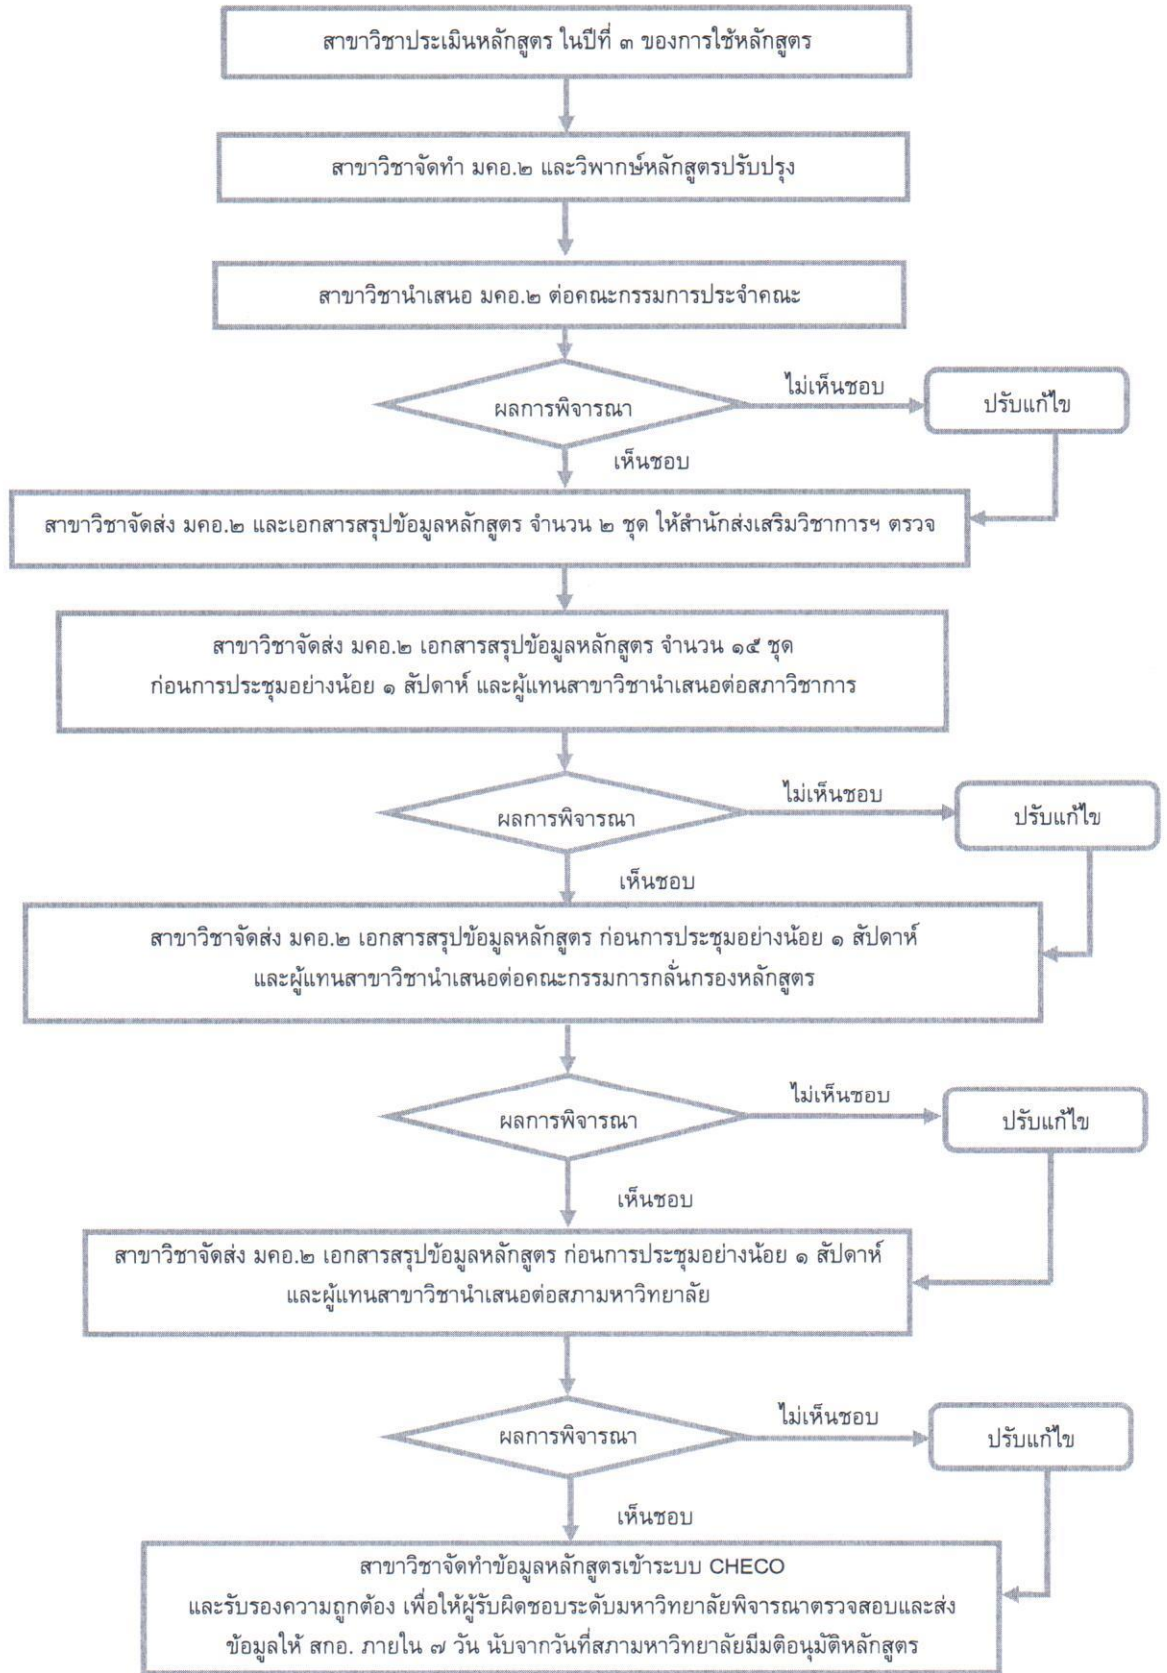 สาขาวิชาประเมินหลักสูตร ในปีที่ ๓ ของการใช้หลักสูตร
สาขาวิชาจัดทำ มคอ.๒ และวิพากษ์หลักสูตรปรับปรุง
สาขาวิชานำเสนอ มคอ.๒ ต่อคณะกรรมการประจำคณะ
ผลการพิจารณา
ไม่เห็นชอบ
ปรับแก้ไข
เห็นชอบ
สาขาวิชาจัดส่ง มคอ.๒ และเอกสารสรุปข้อมูลหลักสูตร จำนวน ๒ ชุด ให้สำนักส่งเสริมวิชาการฯ ตรวจ
สาขาวิชาจัดส่ง มคอ.๒ เอกสารสรุปข้อมูลหลักสูตร จำนวน ๑๕ ชุด
ก่อนการประชุมอย่างน้อย ๑ สัปดาห์ และผู้แทนสาขาวิชานำเสนอต่อสภาวิชาการ
ผลการพิจารณา
ไม่เห็นชอบ
ปรับแก้ไข
เห็นชอบ
สาขาวิชาจัดส่ง มคอ.๒ เอกสารสรุปข้อมูลหลักสูตร ก่อนการประชุมอย่างน้อย ๑ สัปดาห์
และผู้แทนสาขาวิชานำเสนอต่อคณะกรรมการกลั่นกรองหลักสูตร
ผลการพิจารณา
ไม่เห็นชอบ
ปรับแก้ไข
เห็นชอบ
สาขาวิชาจัดส่ง มคอ.๒ เอกสารสรุปข้อมูลหลักสูตร ก่อนการประชุมอย่างน้อย ๑ สัปดาห์
และผู้แทนสาขาวิชานำเสนอต่อสภามหาวิทยาลัย
ผลการพิจารณา
ไม่เห็นชอบ
ปรับแก้ไข
เห็นชอบ
สาขาวิชาจัดทำข้อมูลหลักสูตรเข้าระบบ CHECO
และรับรองความถูกต้อง เพื่อให้ผู้รับผิดชอบระดับมหาวิทยาลัยพิจารณาตรวจสอบและส่ง
ข้อมูลให้ สกอ. ภายใน ๗ วัน นับจากวันที่สภามหาวิทยาลัยมีมติอนุมัติหลักสูตร